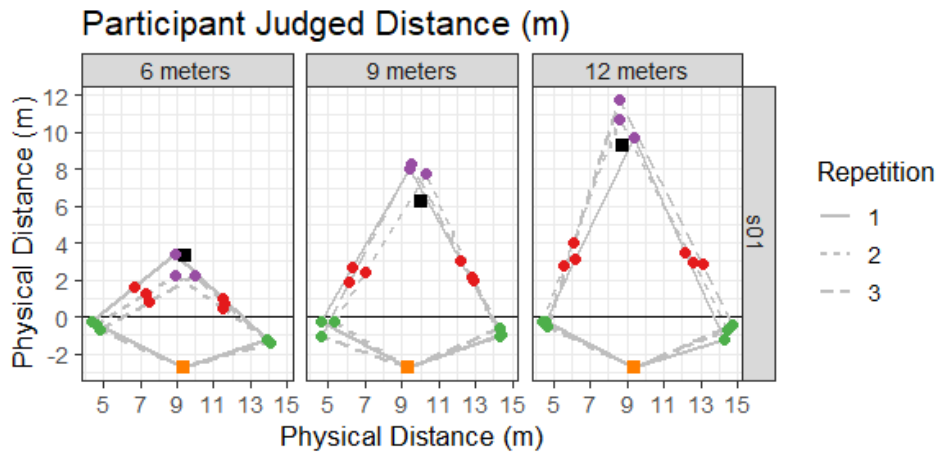 Participant Judged Distance (m)
6 meters
9 meters
12 meters
Physical Distance (m)
12
10
8
6
4
2
0
-2
s01
Repetition
1
2
3
5 7 9 11 13 15
5 7 9 11 13 15
5 7 9 11 13 15
Physical Distance (m)